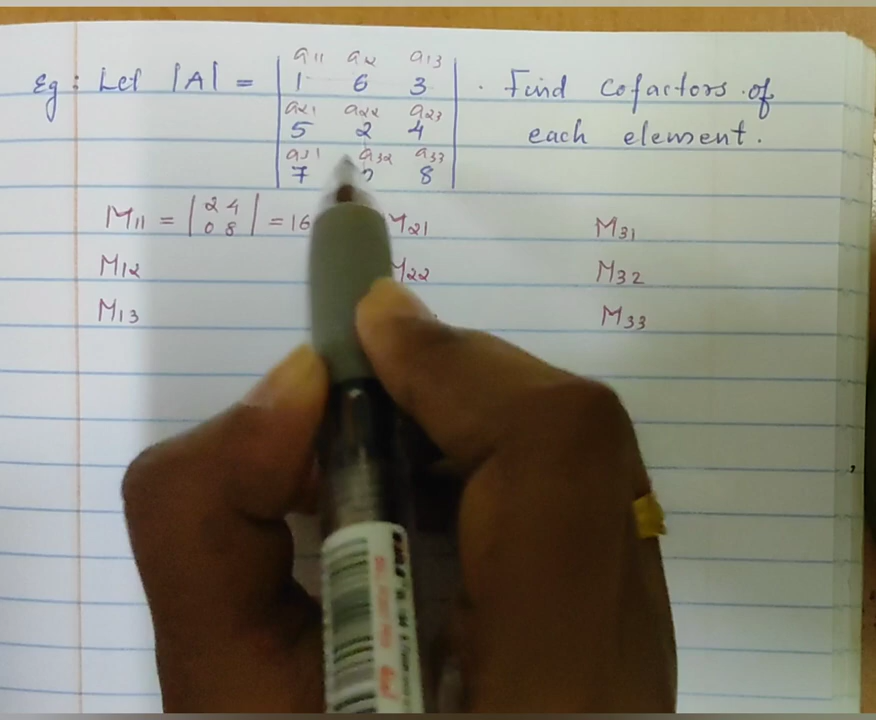 a11 a12 a13
Eg: Let |A| = | 1 6 3 | . Find Cofactors of
a21 a22 a23
5 2 4 each element.
a31 a32 a33
7 8
M11 = | 2 4 | = 16 M21 M31
0 8
M12 M22 M32
M13 M33